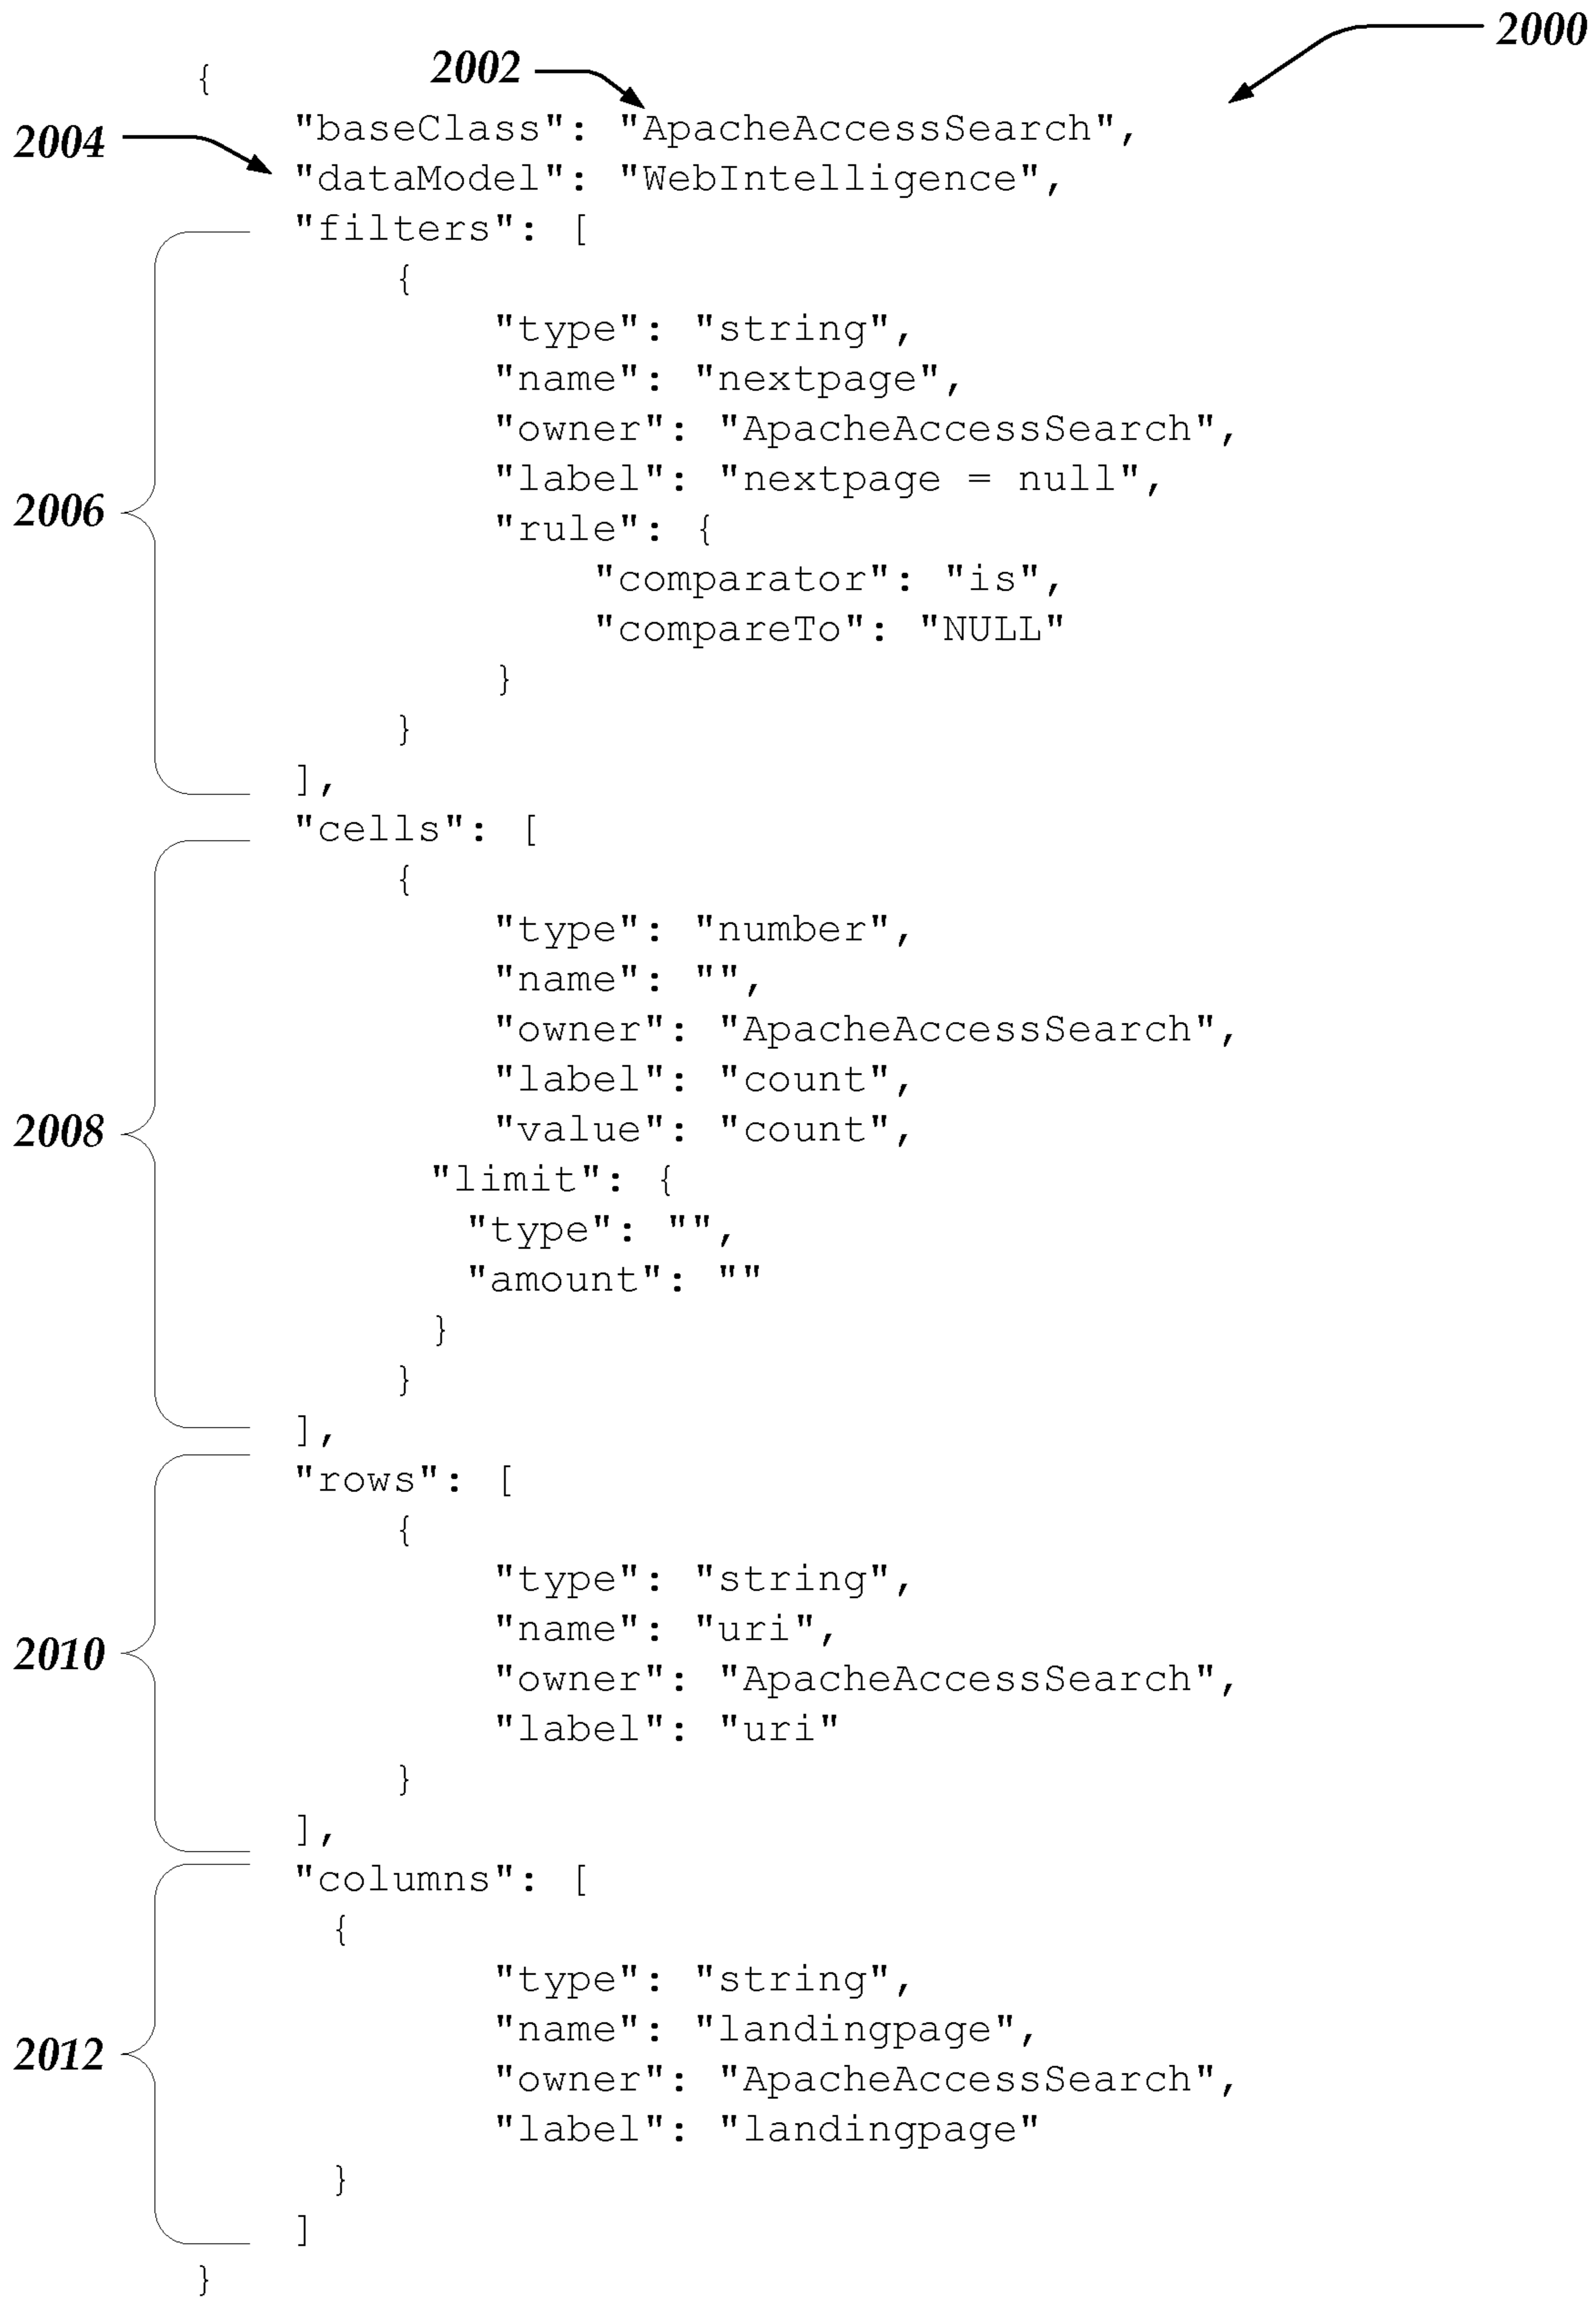 2000
{
2002
"baseClass": "ApacheAccessSearch",
2004
"dataModel": "WebIntelligence",
"filters": [
{
"type": "string",
"name": "nextpage",
"owner": "ApacheAccessSearch",
"label": "nextpage = null",
2006
"rule": {
"comparator": "is",
"compareTo": "NULL"
}
}
],
"cells": [
{
"type": "number",
"name": "",
"owner": "ApacheAccessSearch",
"label": "count",
2008
"value": "count",
"limit": {
"type": "",
"amount": ""
}
}
],
"rows": [
{
"type": "string",
"name": "uri",
2010
"owner": "ApacheAccessSearch",
"label": "uri"
}
],
"columns": [
{
"type": "string",
"name": "landingpage",
2012
"owner": "ApacheAccessSearch",
"label": "landingpage"
}
]
}